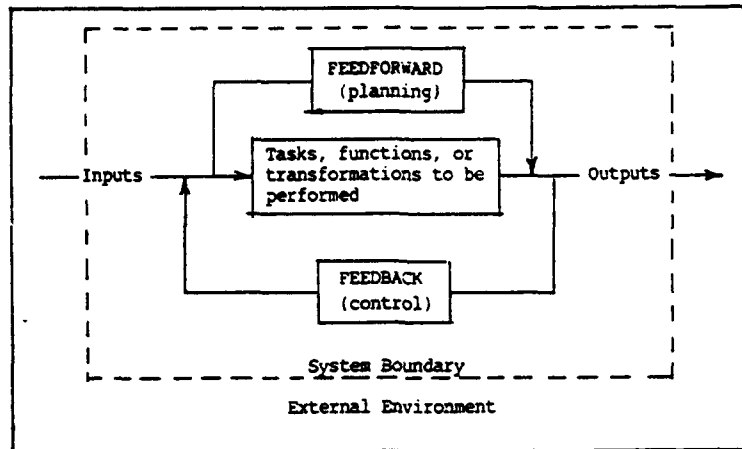 FEEDFORWARD
(planning)
Inputs
Tasks, functions, or
transformations to be
performed
Outputs
FEEDBACK
(control)
System Boundary
External Environment